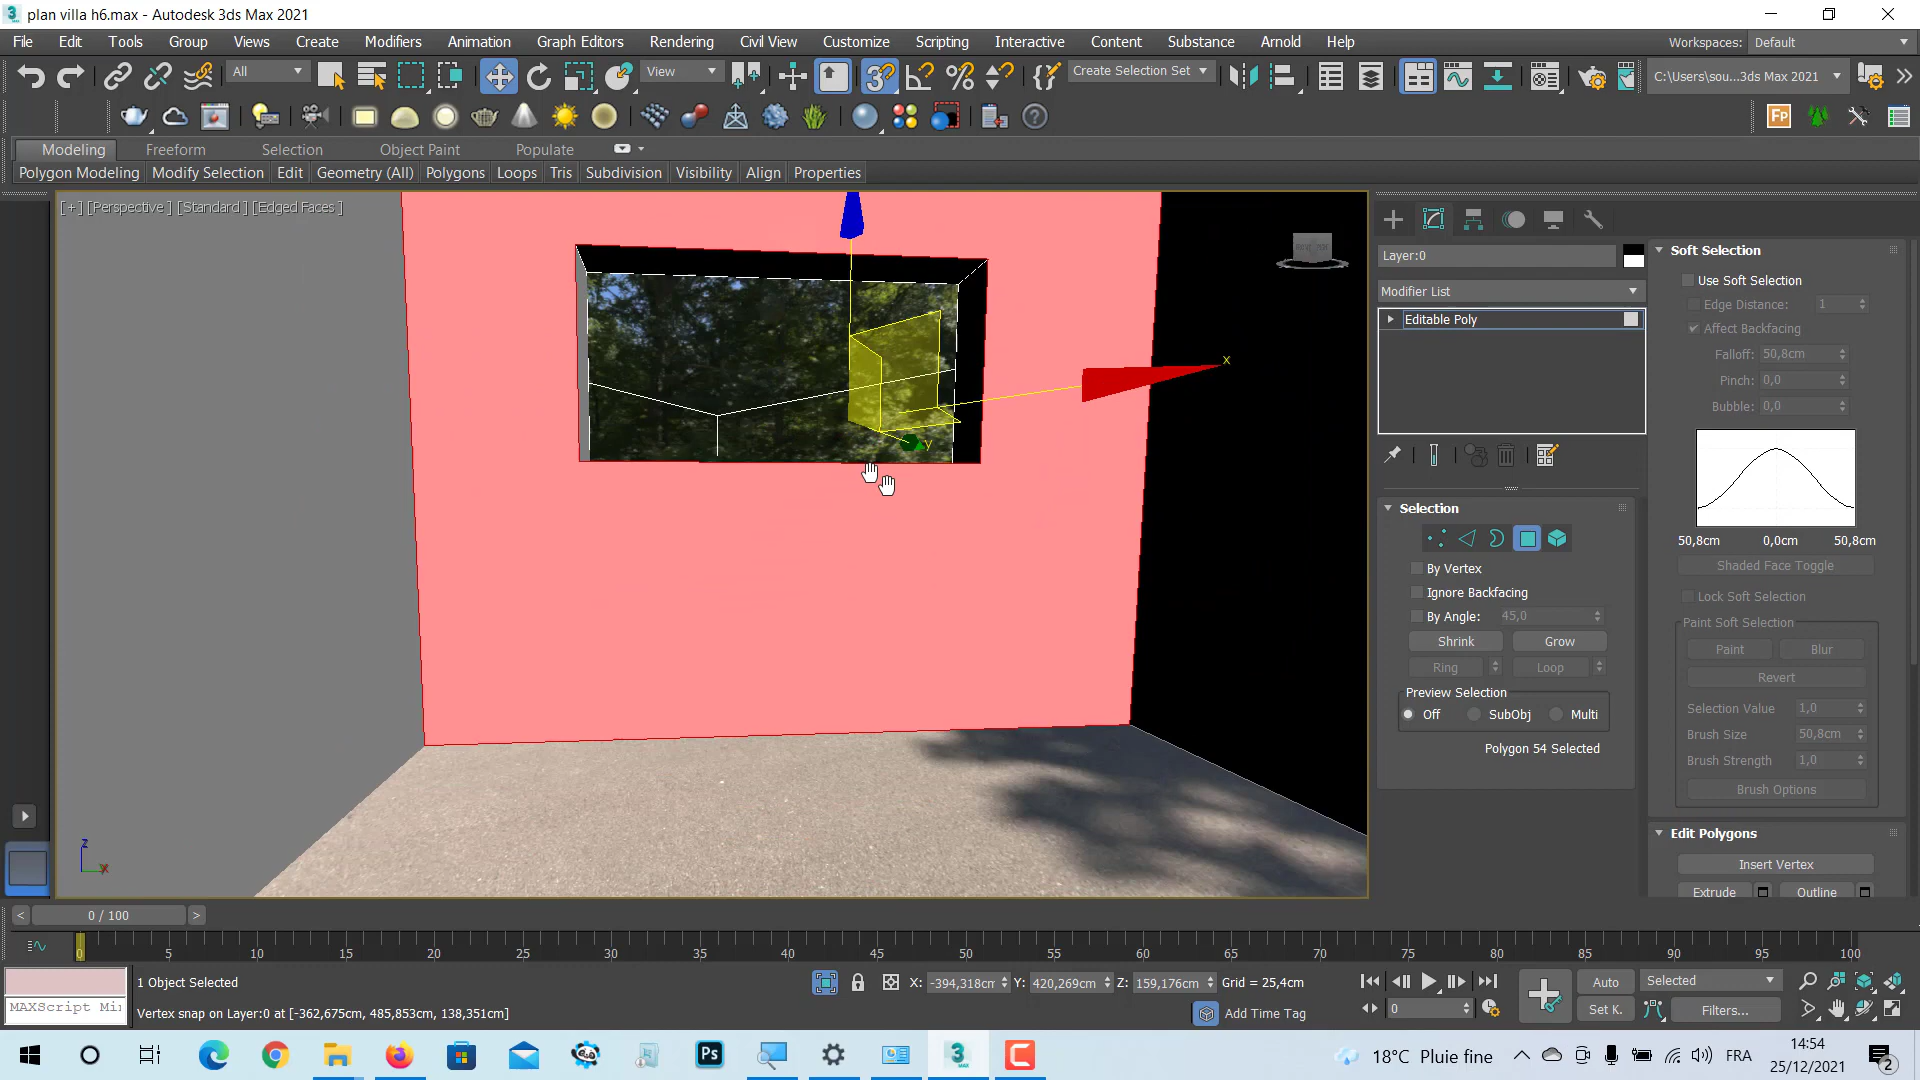 plan villa h6.max - Autodesk 3ds Max 2021
File Edit Tools Group Views Create Modifiers Animation Graph Editors Rendering Civil View Customize Scripting Interactive Content Substance Arnold Help
Workspaces: Default
All View Create Selection Set C:\Users\sou...3ds Max 2021
Fp
Modeling Freeform Selection Object Paint Populate
Polygon Modeling Modify Selection Edit Geometry (All) Polygons Loops Tris Subdivision Visibility Align Properties
[ + ] [Perspective ] [Standard ] [Edged Faces ]
x
y
z
x
Layer:0
Modifier List
Editable Poly
Selection
By Vertex
Ignore Backfacing
By Angle: 45,0
Shrink Grow
Ring Loop
Preview Selection
Off SubObj Multi
Polygon 54 Selected
Soft Selection
Use Soft Selection
Edge Distance: 1
Affect Backfacing
Falloff: 50,8cm
Pinch: 0,0
Bubble: 0,0
50,8cm 0,0cm 50,8cm
Shaded Face Toggle
Lock Soft Selection
Paint Soft Selection
Paint Blur
Revert
Selection Value 1,0
Brush Size 50,8cm
Brush Strength 1,0
Brush Options
Edit Polygons
Insert Vertex
Extrude Outline
< 0 / 100 >
0 5 10 15 20 25 30 35 40 45 50 55 60 65 70 75 80 85 90 95 100
1 Object Selected
X: -394,318cm Y: 420,269cm Z: 159,176cm Grid = 25,4cm
Auto Selected
MAXScript Mi
Vertex snap on Layer:0 at [-362,675cm, 485,853cm, 138,351cm]
Add Time Tag
0
Set K. Filters...
Ps
3
MAX
18°C Pluie fine
FRA
14:54
25/12/2021
2